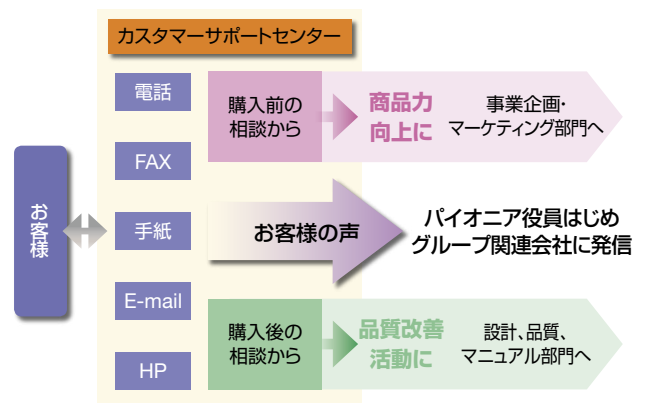 カスタマーサポートセンター
お客様
電話
FAX
手紙
E-mail
HP
購入前の
相談から
商品力
向上に
事業企画・
マーケティング部門へ
お客様の声
パイオニア役員はじめ
グループ関連会社に発信
購入後の
相談から
品質改善
活動に
設計、品質、
マニュアル部門へ